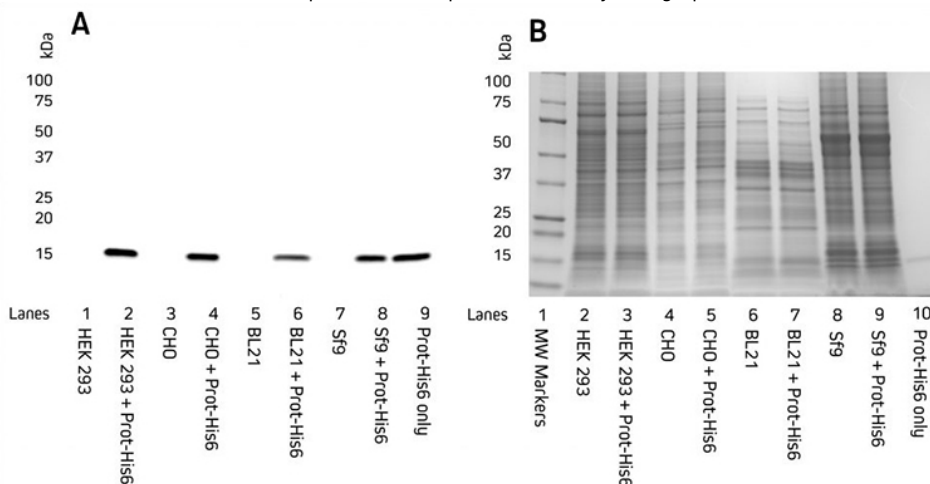 A
kDa
100
75
50
37
25
20
15
Lanes
1 2 3 4 5 6 7 8 9
HEK 293
HEK 293 + Prot-His6
CHO
CHO + Prot-His6
BL21
BL21 + Prot-His6
Sf9
Sf9 + Prot-His6
Prot-His6 only
B
kDa
100
75
50
37
25
20
15
Lanes
1 2 3 4 5 6 7 8 9 10
MW Markers
HEK 293
HEK 293 + Prot-His6
CHO
CHO + Prot-His6
BL21
BL21 + Prot-His6
Sf9
Sf9 + Prot-His6
Prot-His6 only